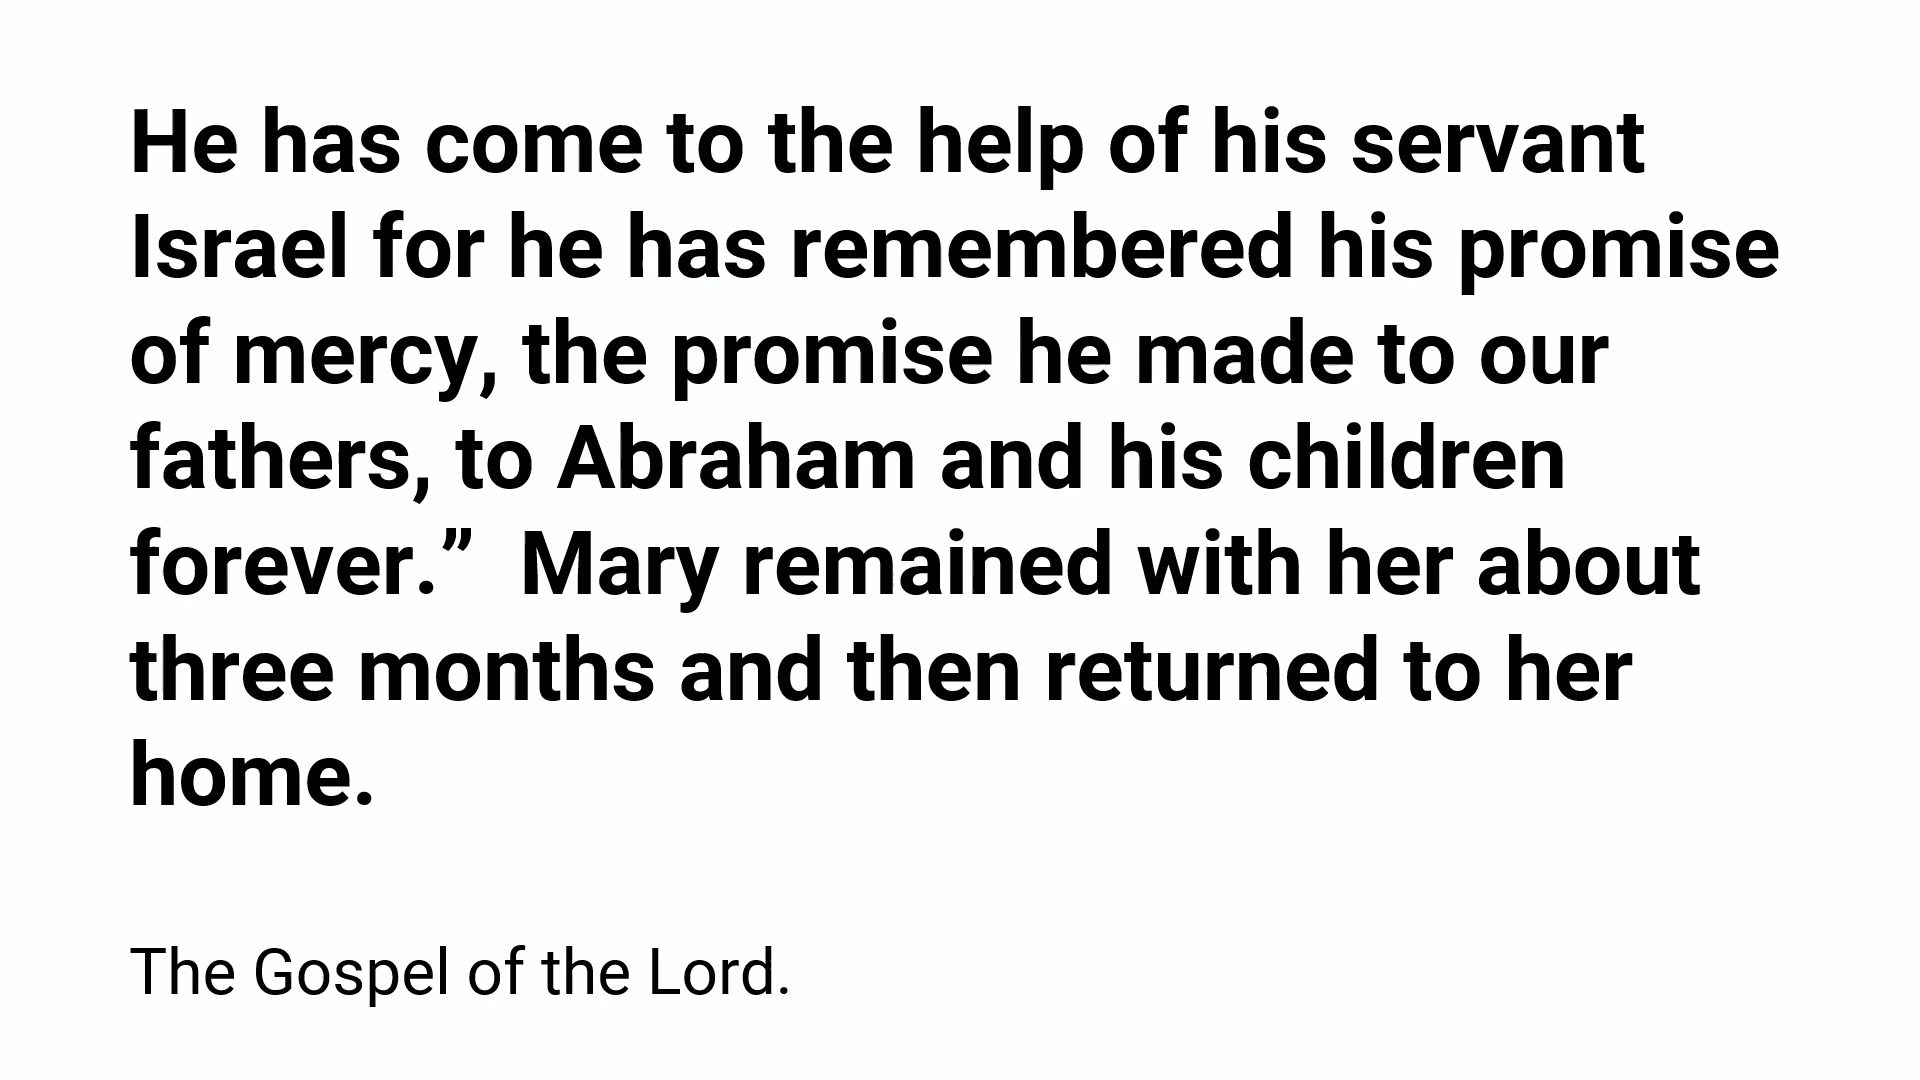 He has come to the help of his servant
Israel for he has remembered his promise
of mercy, the promise he made to our
fathers, to Abraham and his children
forever.”  Mary remained with her about
three months and then returned to her
home.
The Gospel of the Lord.